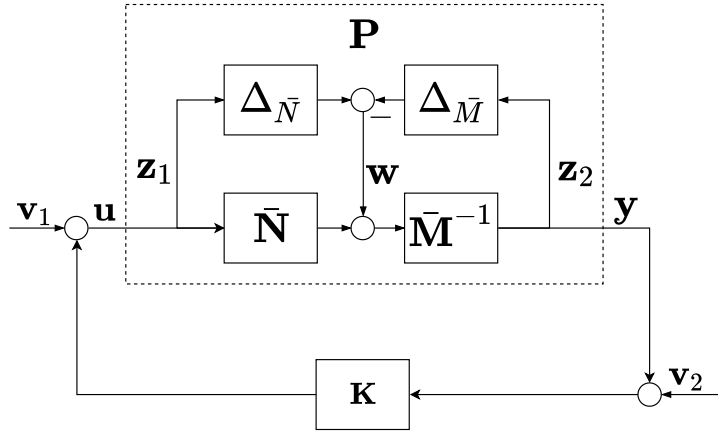 P
Δ_N̄ Δ_M̄
−
z₁ w z₂
v₁ u N̄ M̄⁻¹ y
K v₂